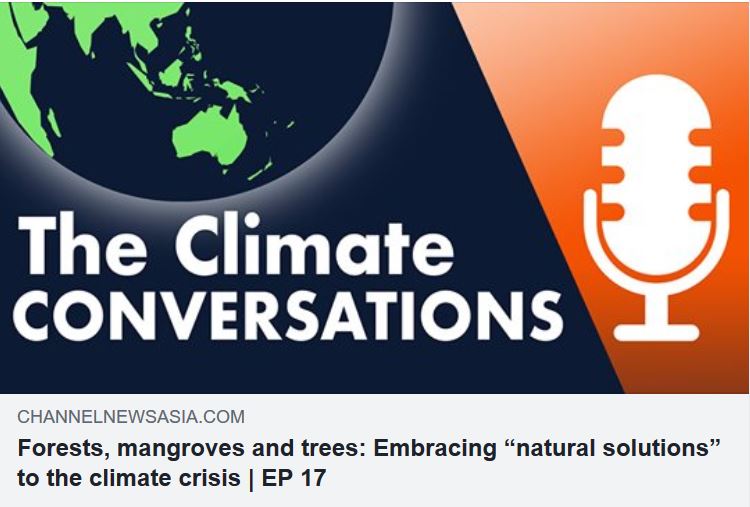 The Climate
CONVERSATIONS
CHANNELNEWSASIA.COM
Forests, mangroves and trees: Embracing “natural solutions”
to the climate crisis | EP 17